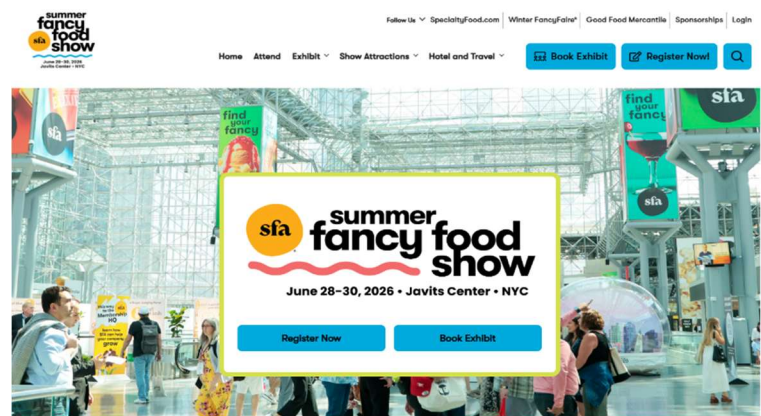 summer
fancy
food
show
sfa
June 28-30, 2026
Javits Center • NYC
Follow Us
SpecialtyFood.com
Winter FancyFaire*
Good Food Mercantile
Sponsorships
Login
Home
Attend
Exhibit
Show Attractions
Hotel and Travel
Book Exhibit
Register Now!
sfa
find
your
fancy
find
your
fancy
sfa
sfa
summer
sfa
fancy food
show
June 28-30, 2026 • Javits Center • NYC
Register Now
Book Exhibit
Membership
HQ
grow